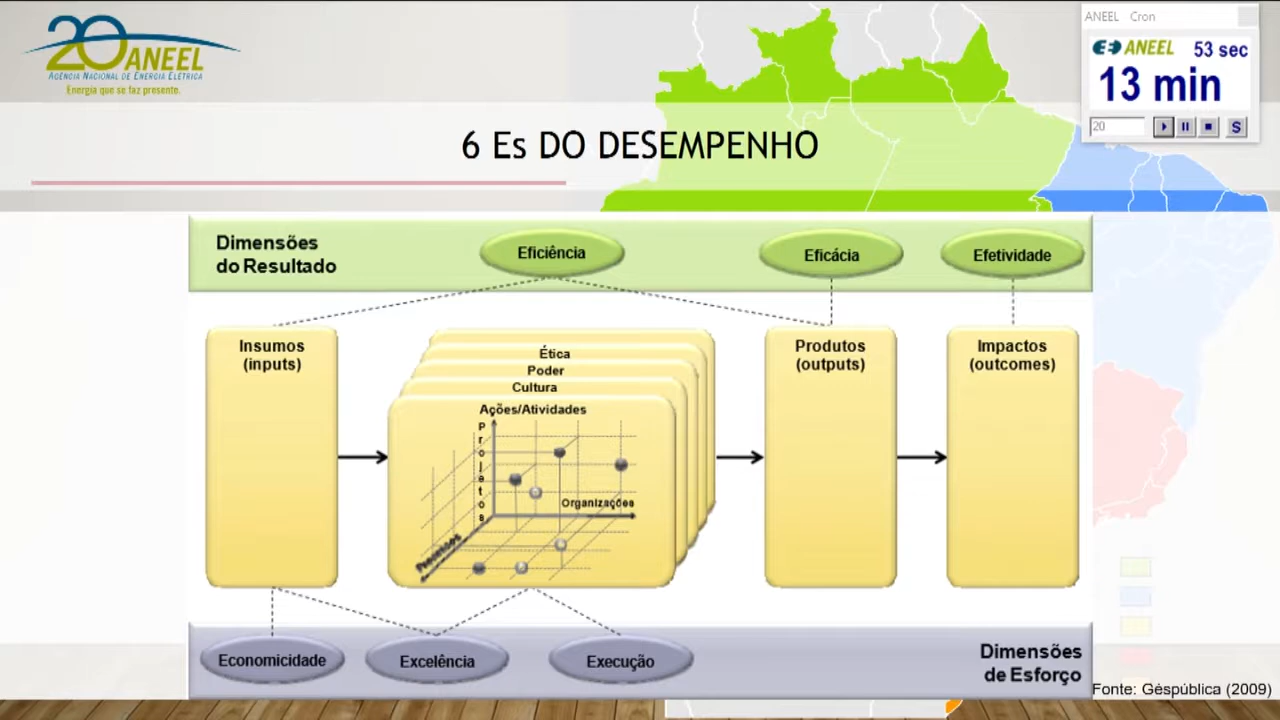 20 ANEEL
AGÊNCIA NACIONAL DE ENERGIA ELÉTRICA
Energia que se faz presente.
ANEEL Cron
ANEEL 53 sec
13 min
20
S
6 Es DO DESEMPENHO
Dimensões
do Resultado
Eficiência
Eficácia
Efetividade
Insumos
(inputs)
Ética
Poder
Cultura
Ações/Atividades
Projetos
Organizações
Processos
Produtos
(outputs)
Impactos
(outcomes)
Economicidade
Excelência
Execução
Dimensões
de Esforço
Fonte: Géspública (2009)